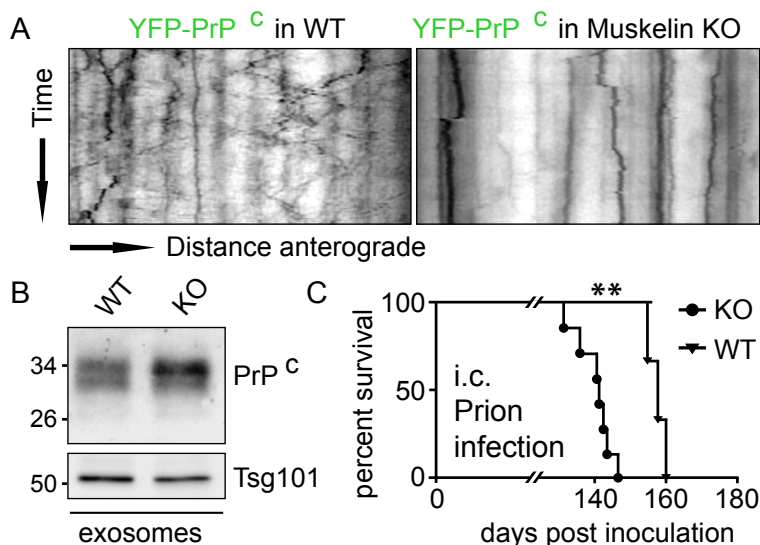 A
YFP-PrP C in WT
YFP-PrP C in Muskelin KO
Time
Distance anterograde
B
WT
KO
34
26
PrP C
50
Tsg101
exosomes
C
percent survival
100
50
0
**
KO
WT
i.c.
Prion
infection
0
140
160
180
days post inoculation